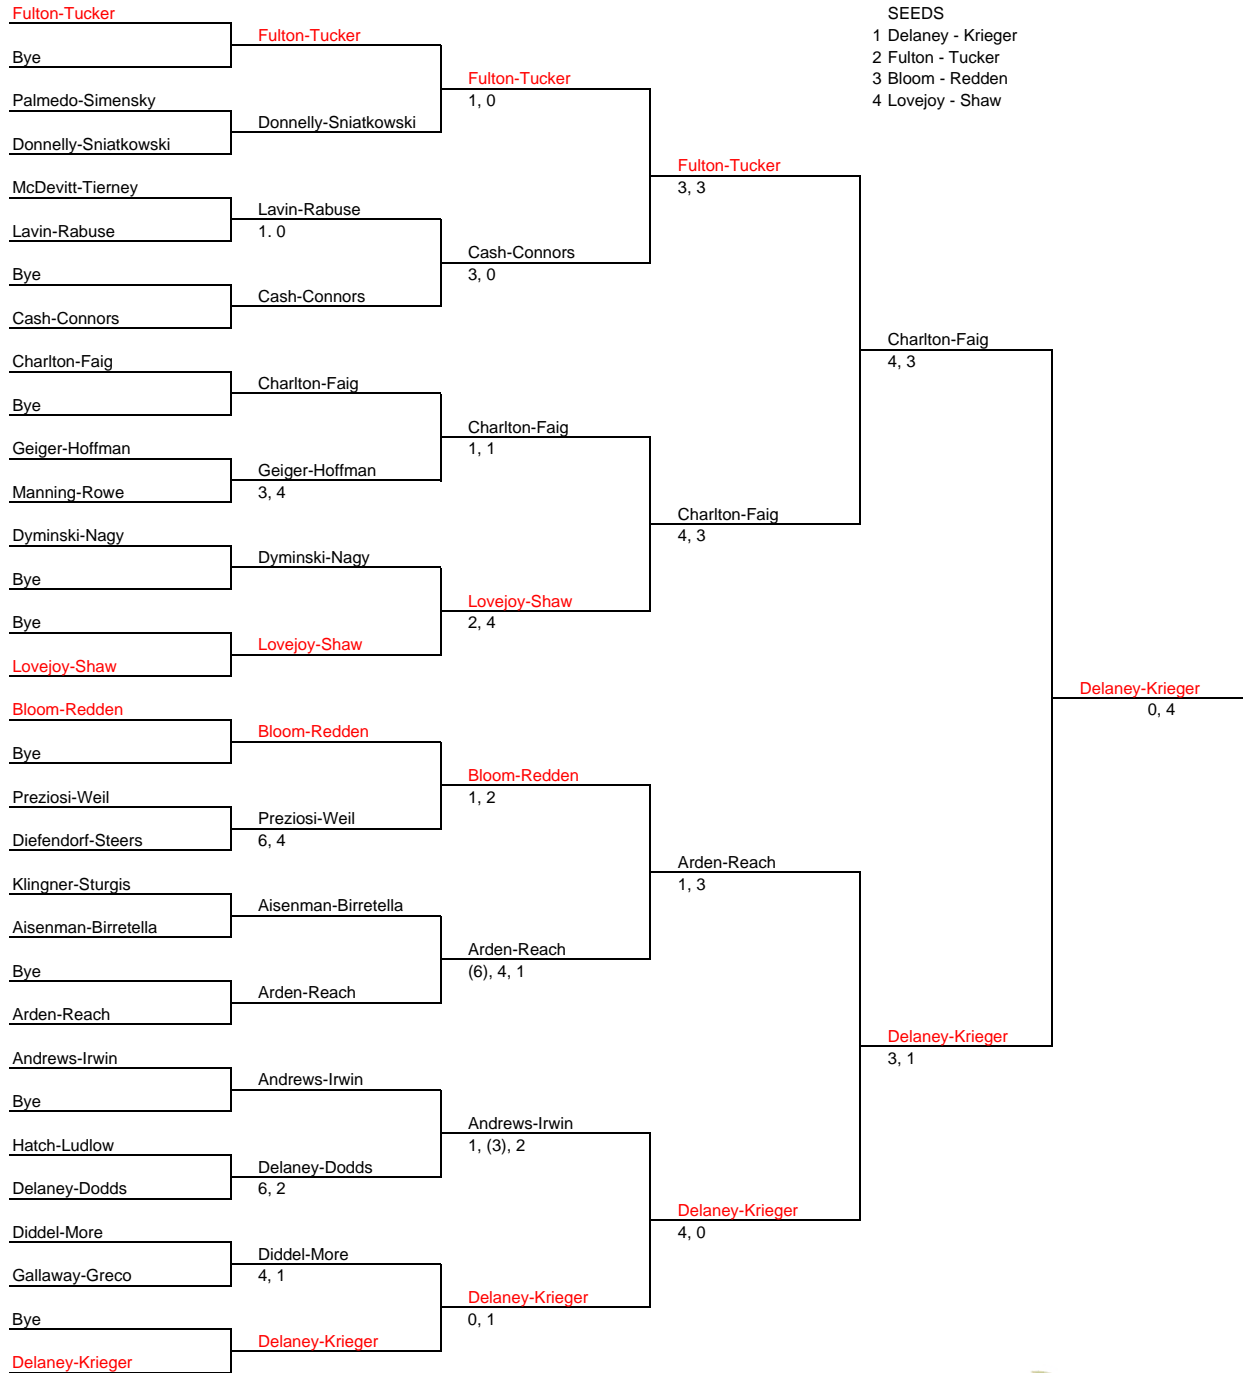 Fulton-Tucker
Bye
Palmedo-Simensky
Donnelly-Sniatkowski
McDevitt-Tierney
Lavin-Rabuse
Bye
Cash-Connors
Charlton-Faig
Bye
Geiger-Hoffman
Manning-Rowe
Dyminski-Nagy
Bye
Bye
Lovejoy-Shaw
Bloom-Redden
Bye
Preziosi-Weil
Diefendorf-Steers
Klingner-Sturgis
Aisenman-Birretella
Bye
Arden-Reach
Andrews-Irwin
Bye
Hatch-Ludlow
Delaney-Dodds
Diddel-More
Gallaway-Greco
Bye
Delaney-Krieger
Fulton-Tucker
Donnelly-Sniatkowski
Lavin-Rabuse
1. 0
Cash-Connors
Charlton-Faig
Geiger-Hoffman
3, 4
Dyminski-Nagy
Lovejoy-Shaw
Bloom-Redden
Preziosi-Weil
6, 4
Aisenman-Birretella
Arden-Reach
Andrews-Irwin
Delaney-Dodds
6, 2
Diddel-More
4, 1
Delaney-Krieger
Fulton-Tucker
1, 0
Cash-Connors
3, 0
Charlton-Faig
1, 1
Lovejoy-Shaw
2, 4
Bloom-Redden
1, 2
Arden-Reach
(6), 4, 1
Andrews-Irwin
1, (3), 2
Delaney-Krieger
0, 1
Fulton-Tucker
3, 3
Charlton-Faig
4, 3
Arden-Reach
1, 3
Delaney-Krieger
4, 0
Charlton-Faig
4, 3
Delaney-Krieger
3, 1
Delaney-Krieger
0, 4
SEEDS
1 Delaney - Krieger
2 Fulton - Tucker
3 Bloom - Redden
4 Lovejoy - Shaw